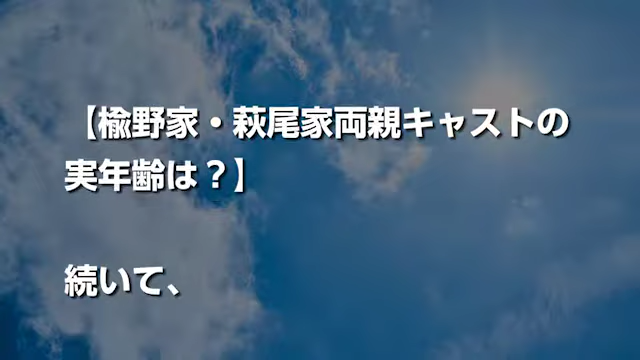 【楡野家・萩尾家両親キャストの
実年齢は？】
続いて、